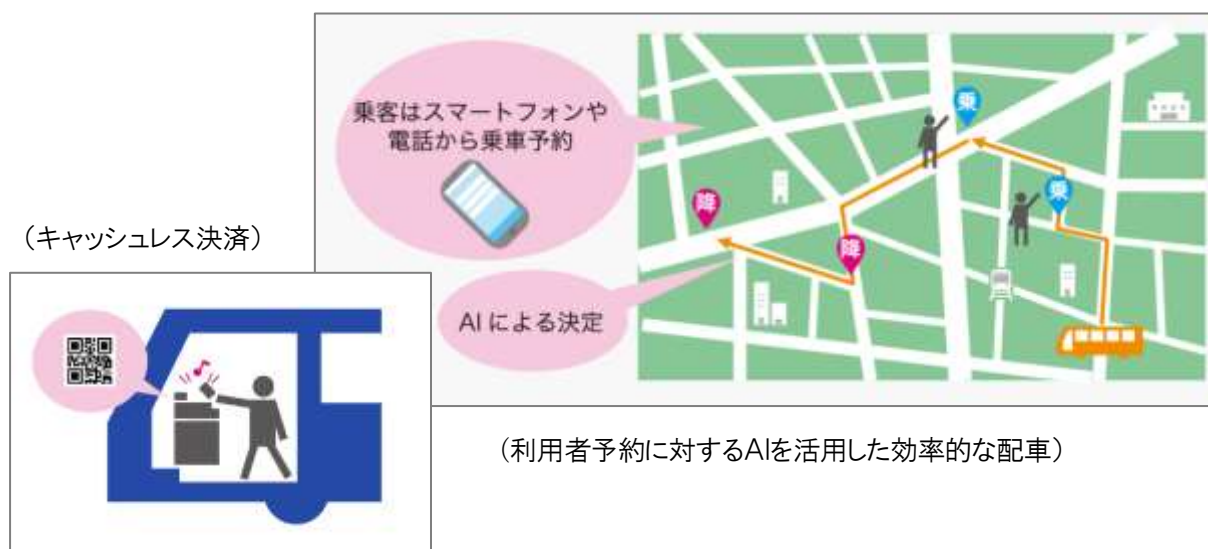 乗客はスマートフォンや
電話から乗車予約
乗
乗
降
降
AIによる決定
(キャッシュレス決済)
(利用者予約に対するAIを活用した効率的な配車)